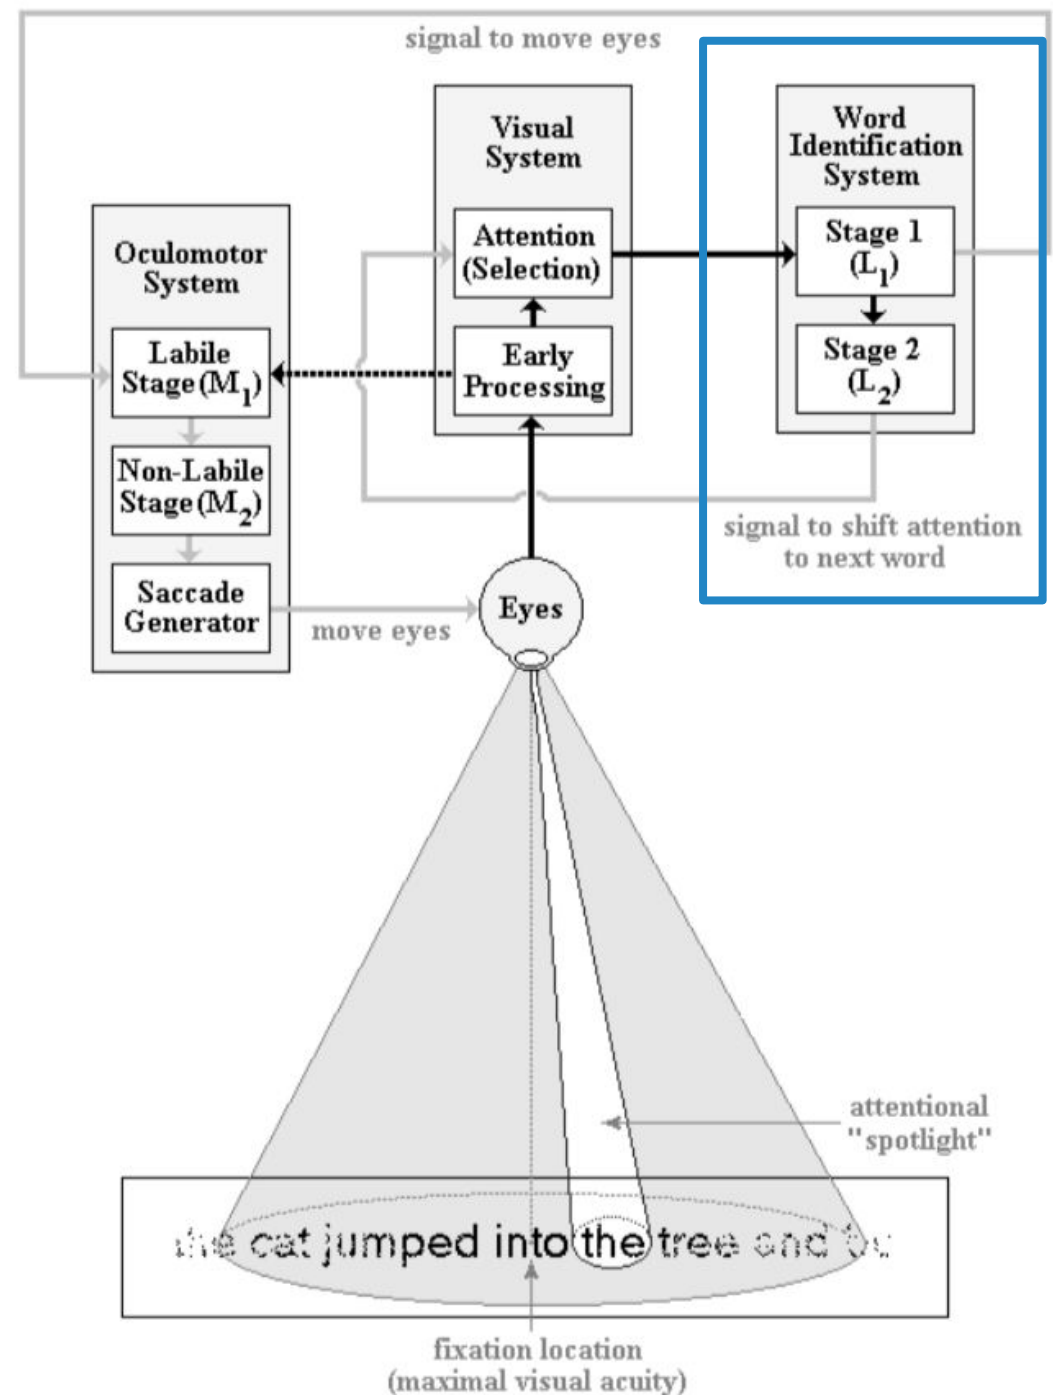 signal to move eyes
Visual
System
Word
Identification
System
Oculomotor
System
Attention
(Selection)
Stage 1
(L₁)
Labile
Stage (M₁)
Early
Processing
Stage 2
(L₂)
Non-Labile
Stage (M₂)
signal to shift attention
to next word
Saccade
Generator
move eyes
Eyes
attentional
"spotlight"
the cat jumped into the tree and
fixation location
(maximal visual acuity)